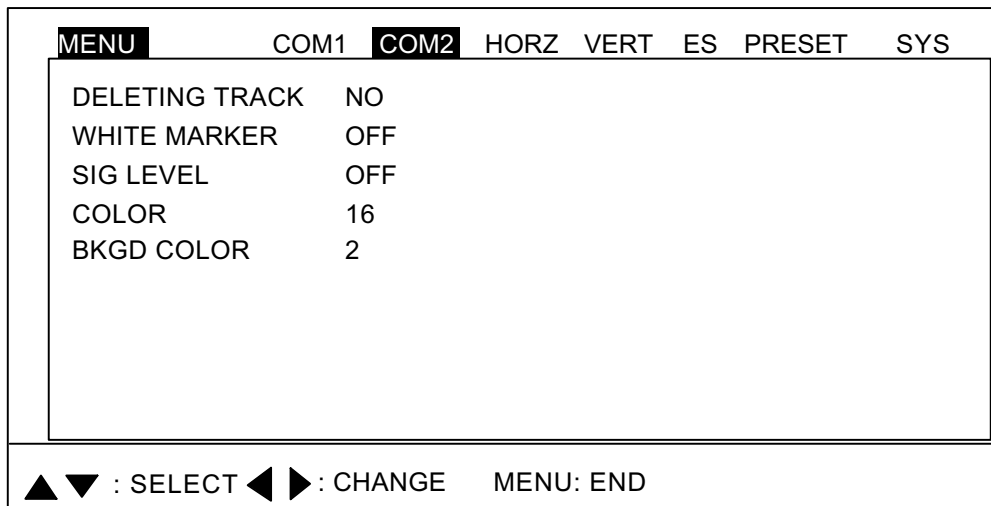 MENU COM1 COM2 HORZ VERT ES PRESET SYS
DELETING TRACK NO
WHITE MARKER OFF
SIG LEVEL OFF
COLOR 16
BKGD COLOR 2
▲ ▼ : SELECT ◀ ▶ : CHANGE MENU: END